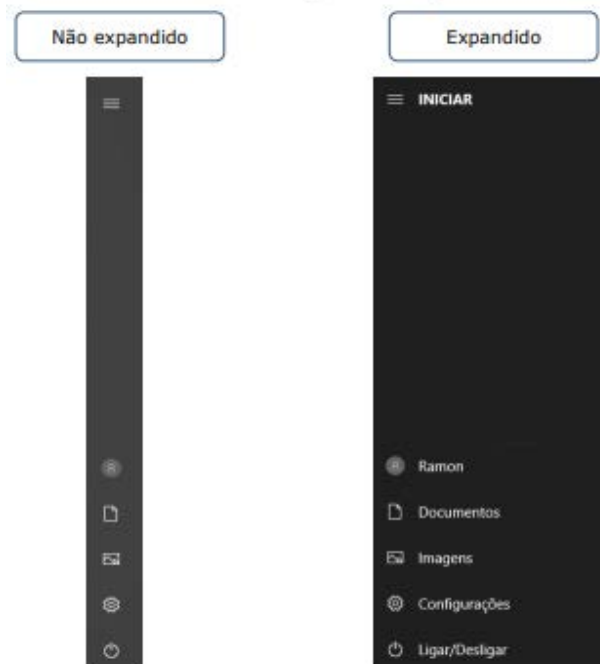 Não expandido
Expandido
INICIAR
R
R Ramon
Documentos
Imagens
Configurações
Ligar/Desligar